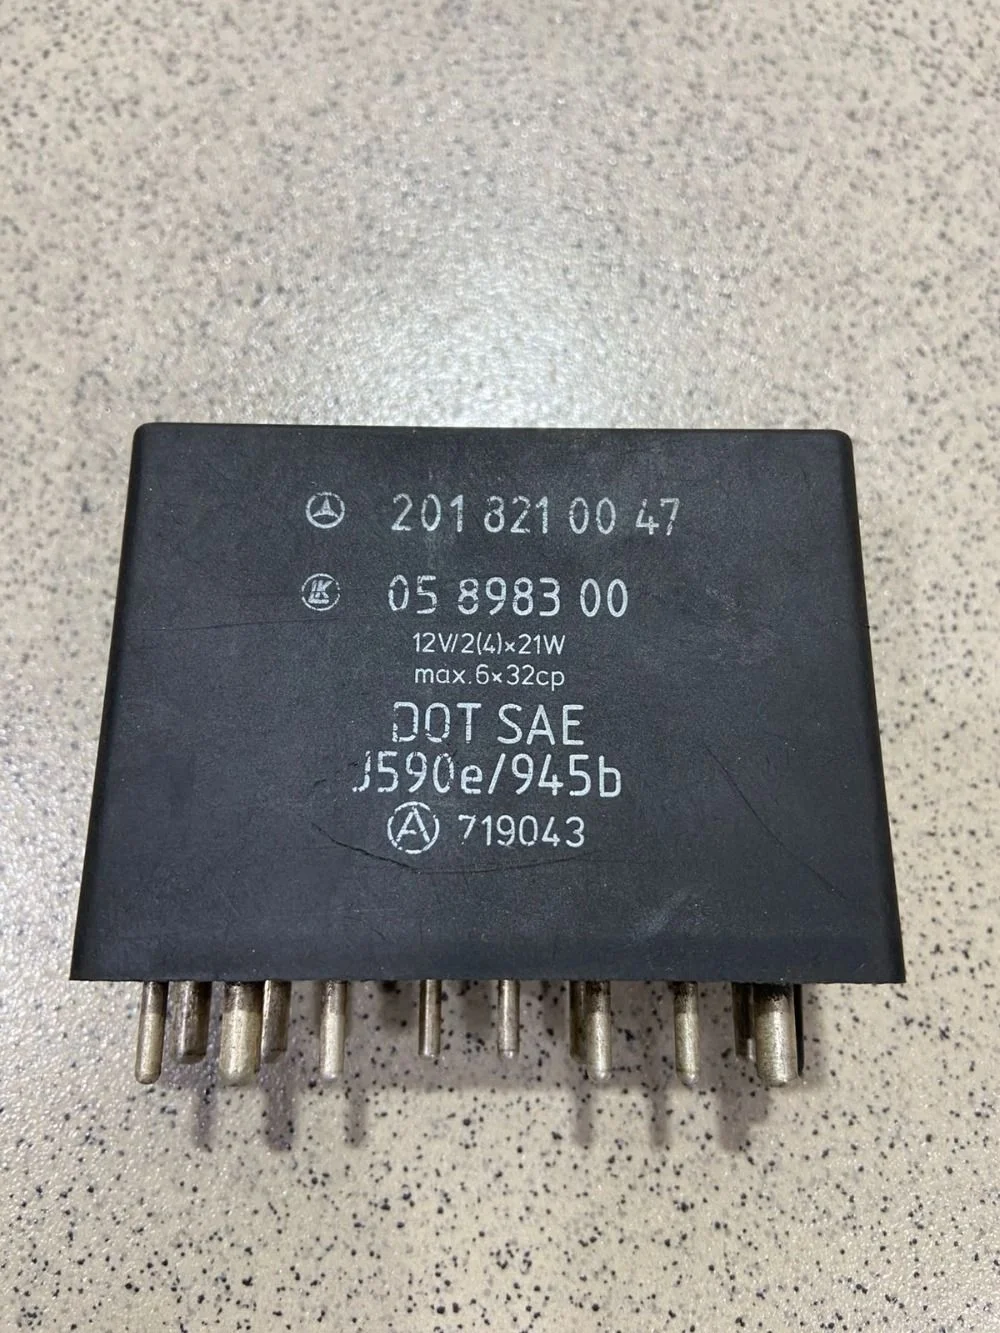 201 821 00 47
LK 05 8983 00
12V/2(4)×21W
max.6×32cp
DOT SAE
J590e/945b
A 719043